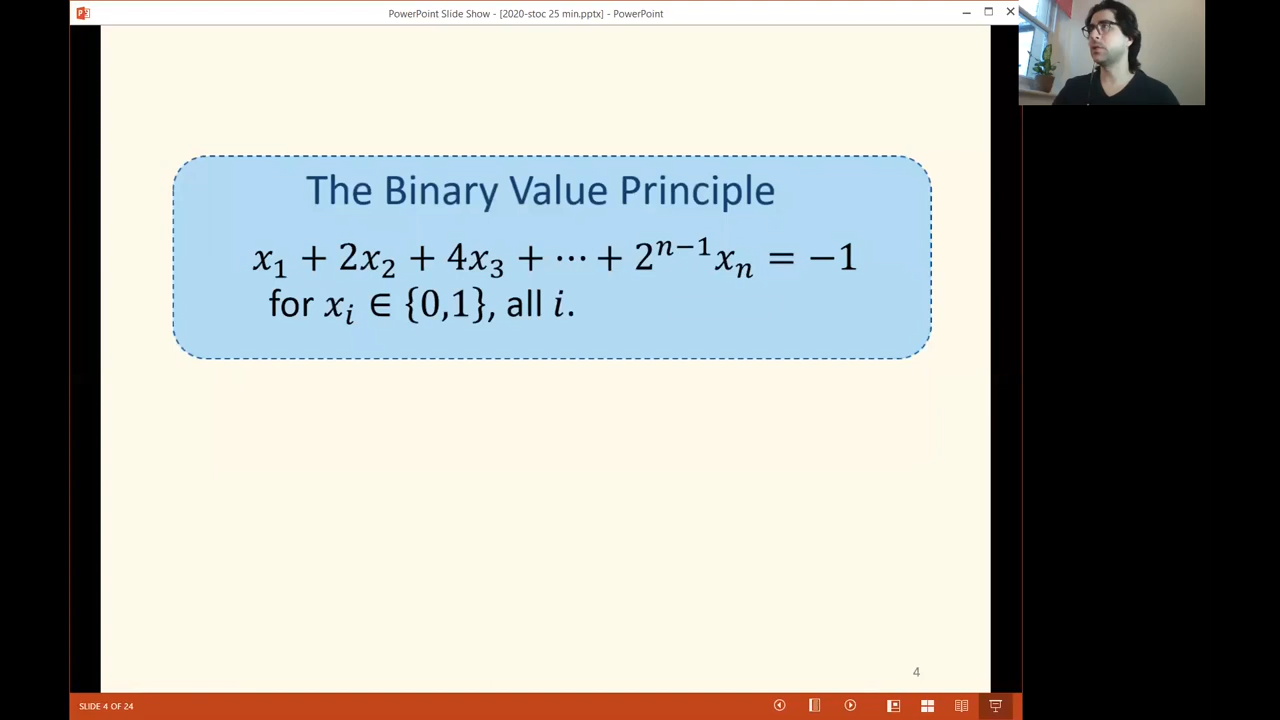 PowerPoint Slide Show - [2020-stoc 25 min.pptx] - PowerPoint
The Binary Value Principle
𝑥₁ + 2𝑥₂ + 4𝑥₃ + ⋯ + 2ⁿ⁻¹𝑥ₙ = −1
for 𝑥ᵢ ∈ {0,1}, all 𝑖.
4
SLIDE 4 OF 24